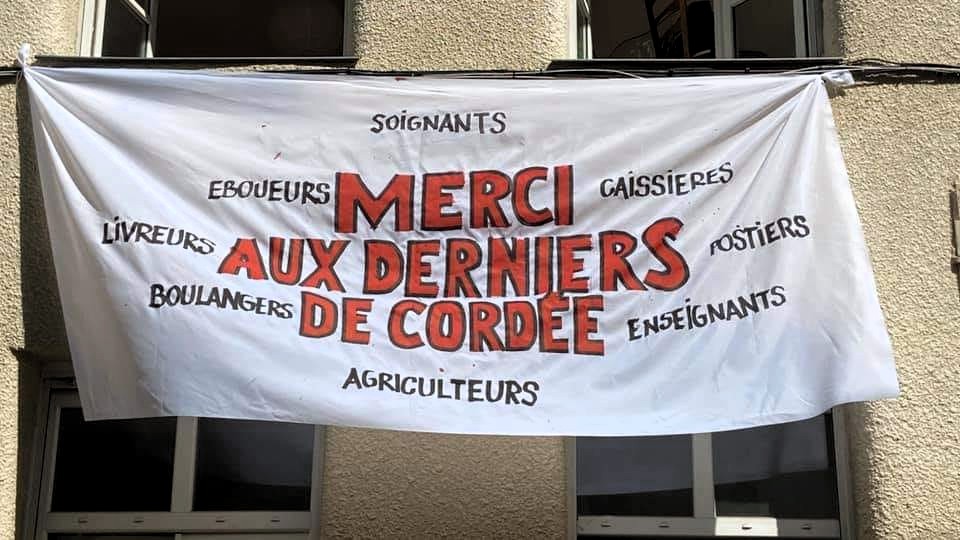 SOIGNANTS
EBOUEURS
MERCI
CAISSIERES
LIVREURS
AUX DERNIERS
POSTIERS
BOULANGERS
DE CORDÉE
ENSEIGNANTS
AGRICULTEURS